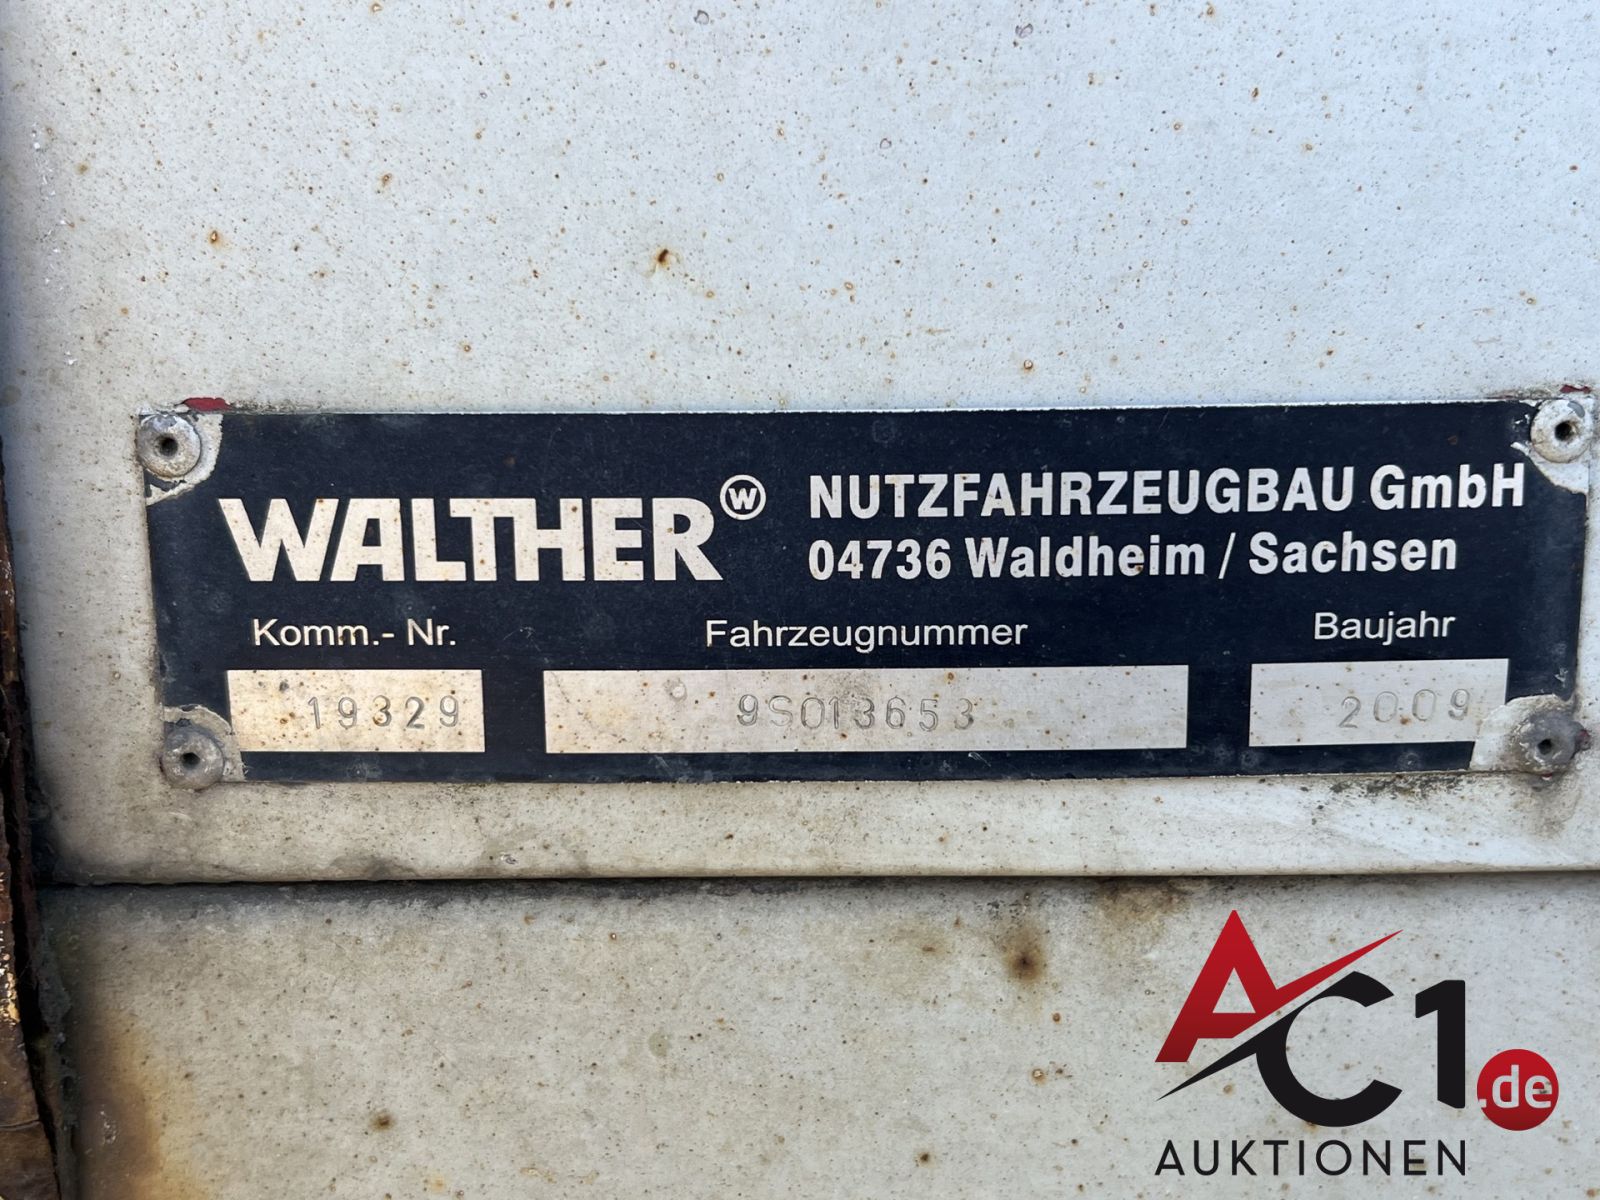 WALTHER W NUTZFAHRZEUGBAU GmbH
04736 Waldheim / Sachsen
Komm.- Nr. Fahrzeugnummer Baujahr
19329 9S013653 2009
AC1.de
AUKTIONEN